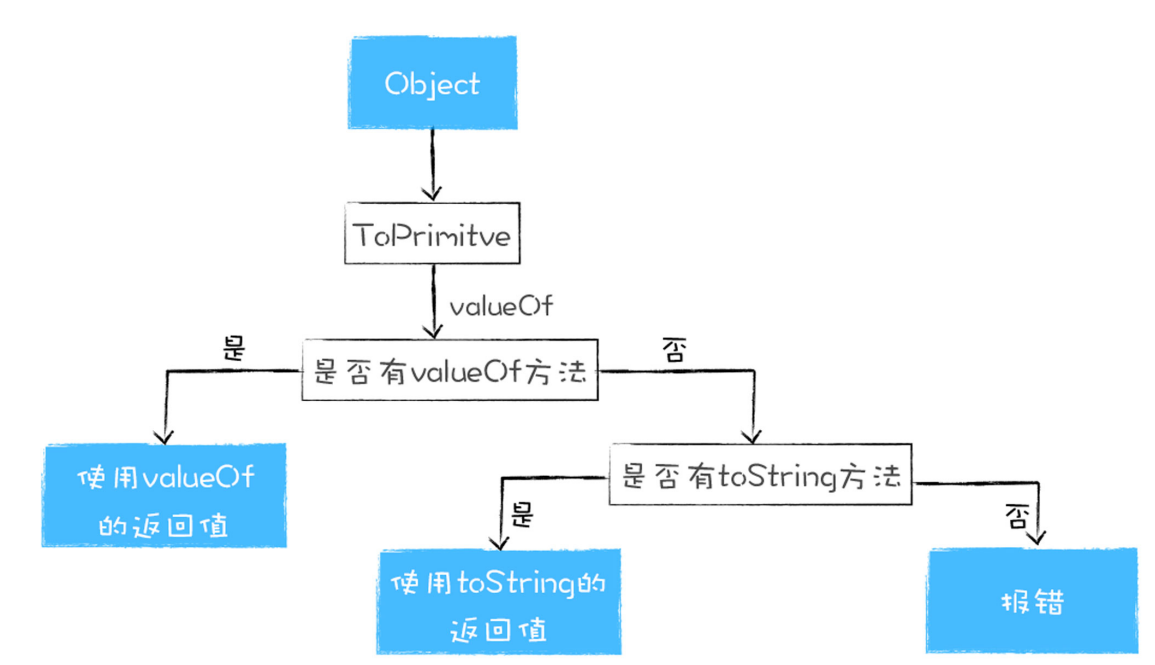 Object
ToPrimitve
valueOf
是
否
是否有valueOf方法
使用valueOf
的返回值
是否有toString方法
是
否
使用toString的
返回值
报错